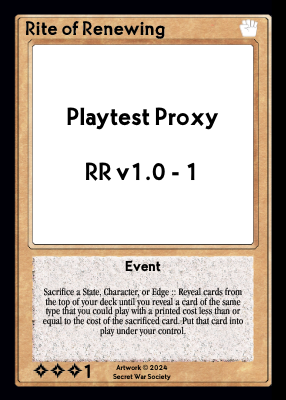 Rite of Renewing
Playtest Proxy
RR v1.0 - 1
Event
Sacrifice a State, Character, or Edge :: Reveal cards from
the top of your deck until you reveal a card of the same
type that you could play with a printed cost less than or
equal to the cost of the sacrificed card. Put that card into
play under your control.
1
Artwork © 2024
Secret War Society